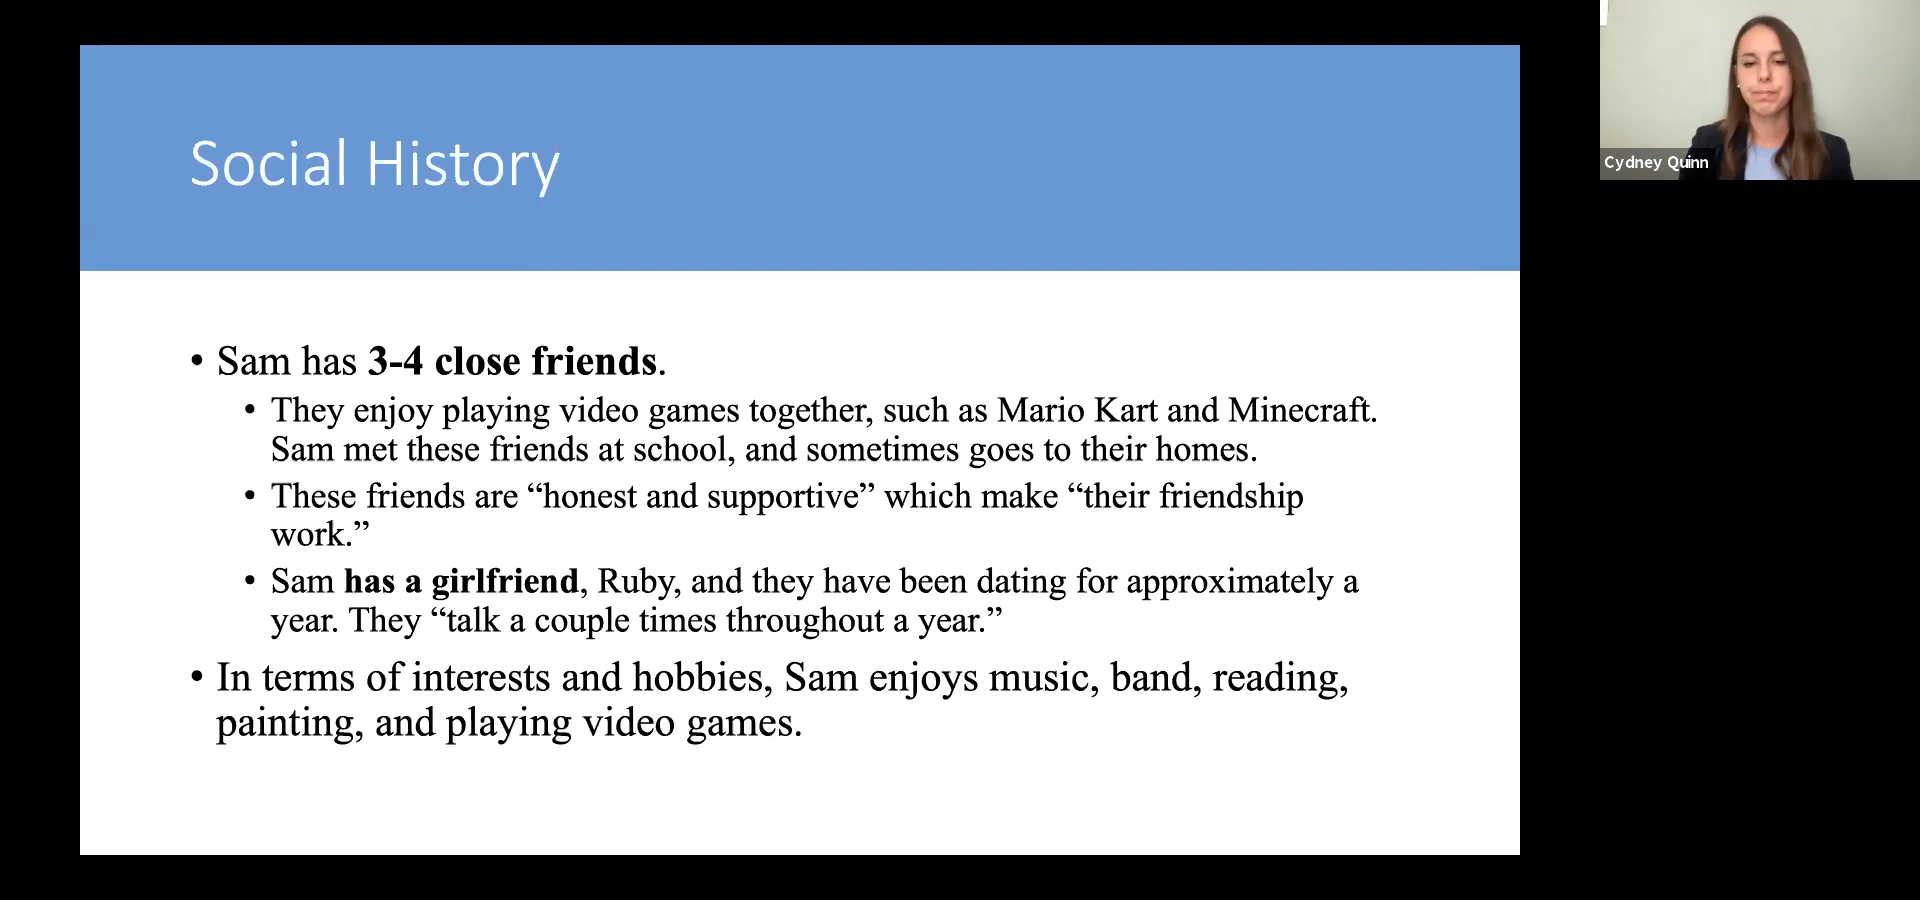 Social History
• Sam has 3-4 close friends.
• They enjoy playing video games together, such as Mario Kart and Minecraft.
Sam met these friends at school, and sometimes goes to their homes.
• These friends are “honest and supportive” which make “their friendship
work.”
• Sam has a girlfriend, Ruby, and they have been dating for approximately a
year. They “talk a couple times throughout a year.”
• In terms of interests and hobbies, Sam enjoys music, band, reading,
painting, and playing video games.
Cydney Quinn